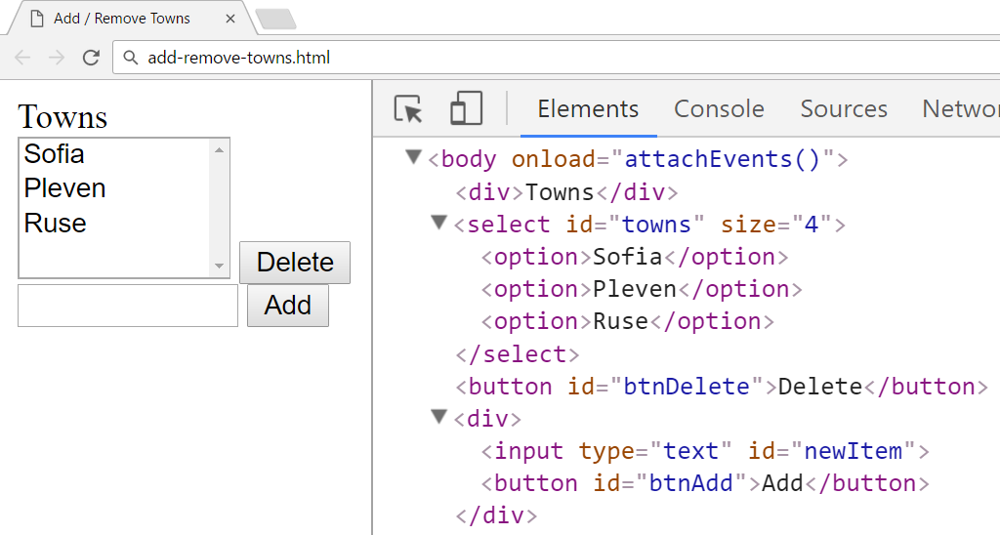 Add / Remove Towns
add-remove-towns.html
Towns
Sofia
Pleven
Ruse
Delete
Add
Elements Console Sources Networ
<body onload="attachEvents()">
<div>Towns</div>
<select id="towns" size="4">
<option>Sofia</option>
<option>Pleven</option>
<option>Ruse</option>
</select>
<button id="btnDelete">Delete</button>
<div>
<input type="text" id="newItem">
<button id="btnAdd">Add</button>
</div>